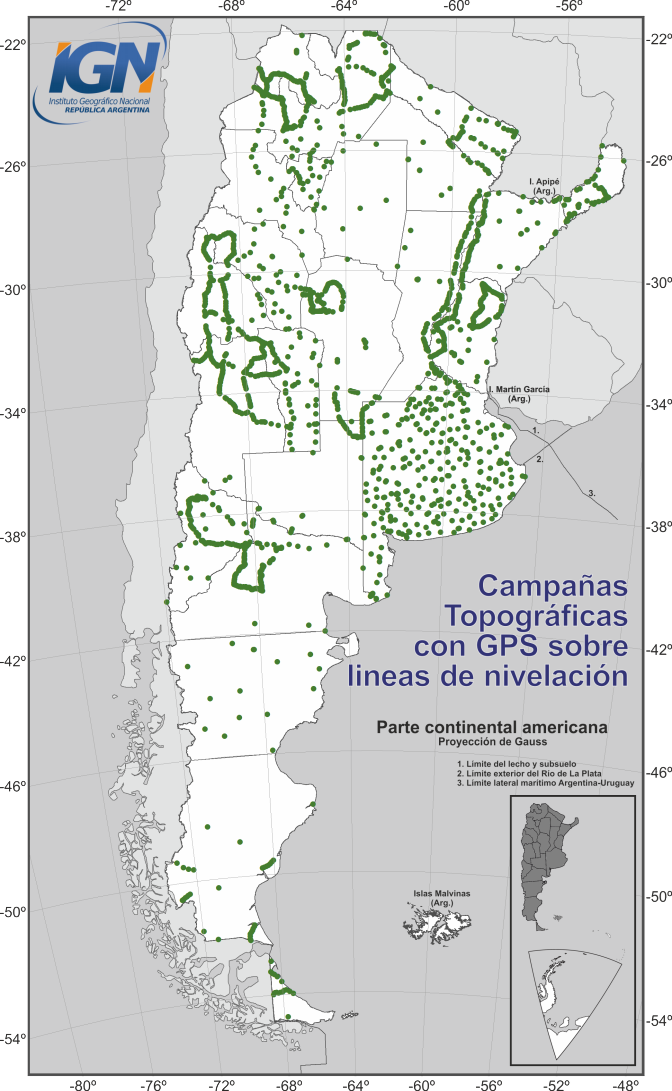 -72° -68° -64° -60° -56°
-22° -22°
IGN
Instituto Geográfico Nacional
REPÚBLICA ARGENTINA
-26° -26°
I. Apipé
(Arg.)
-30° -30°
I. Martín García
(Arg.)
-34° -34°
1.
2.
3.
-38° -38°
Campañas
Topográficas
con GPS sobre
lineas de nivelación
-42° -42°
Parte continental americana
Proyección de Gauss
1. Límite del lecho y subsuelo
2. Límite exterior del Río de La Plata
3. Límite lateral marítimo Argentina-Uruguay
-46° -46°
Islas Malvinas
(Arg.)
-50° -50°
-54° -54°
-80° -76° -72° -68° -64° -60° -56° -52° -48°